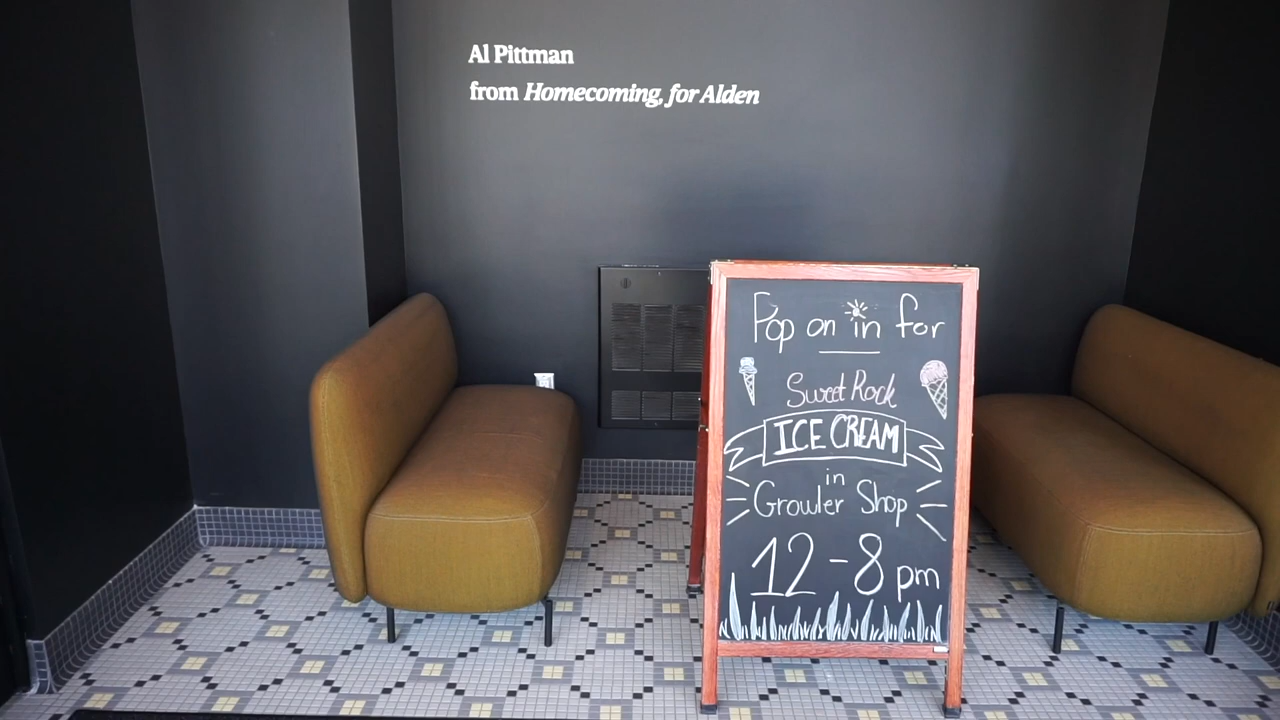 Al Pittman
from Homecoming, for Alden
Pop on in for
Sweet Rock
ICE CREAM
in
Growler Shop
12-8 pm